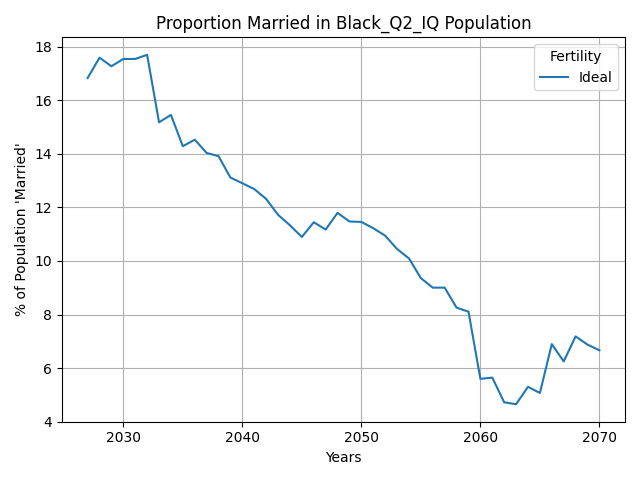 Proportion Married in Black_Q2_IQ Population
Fertility
Ideal
% of Population 'Married'
18
16
14
12
10
8
6
4
2030 2040 2050 2060 2070
Years